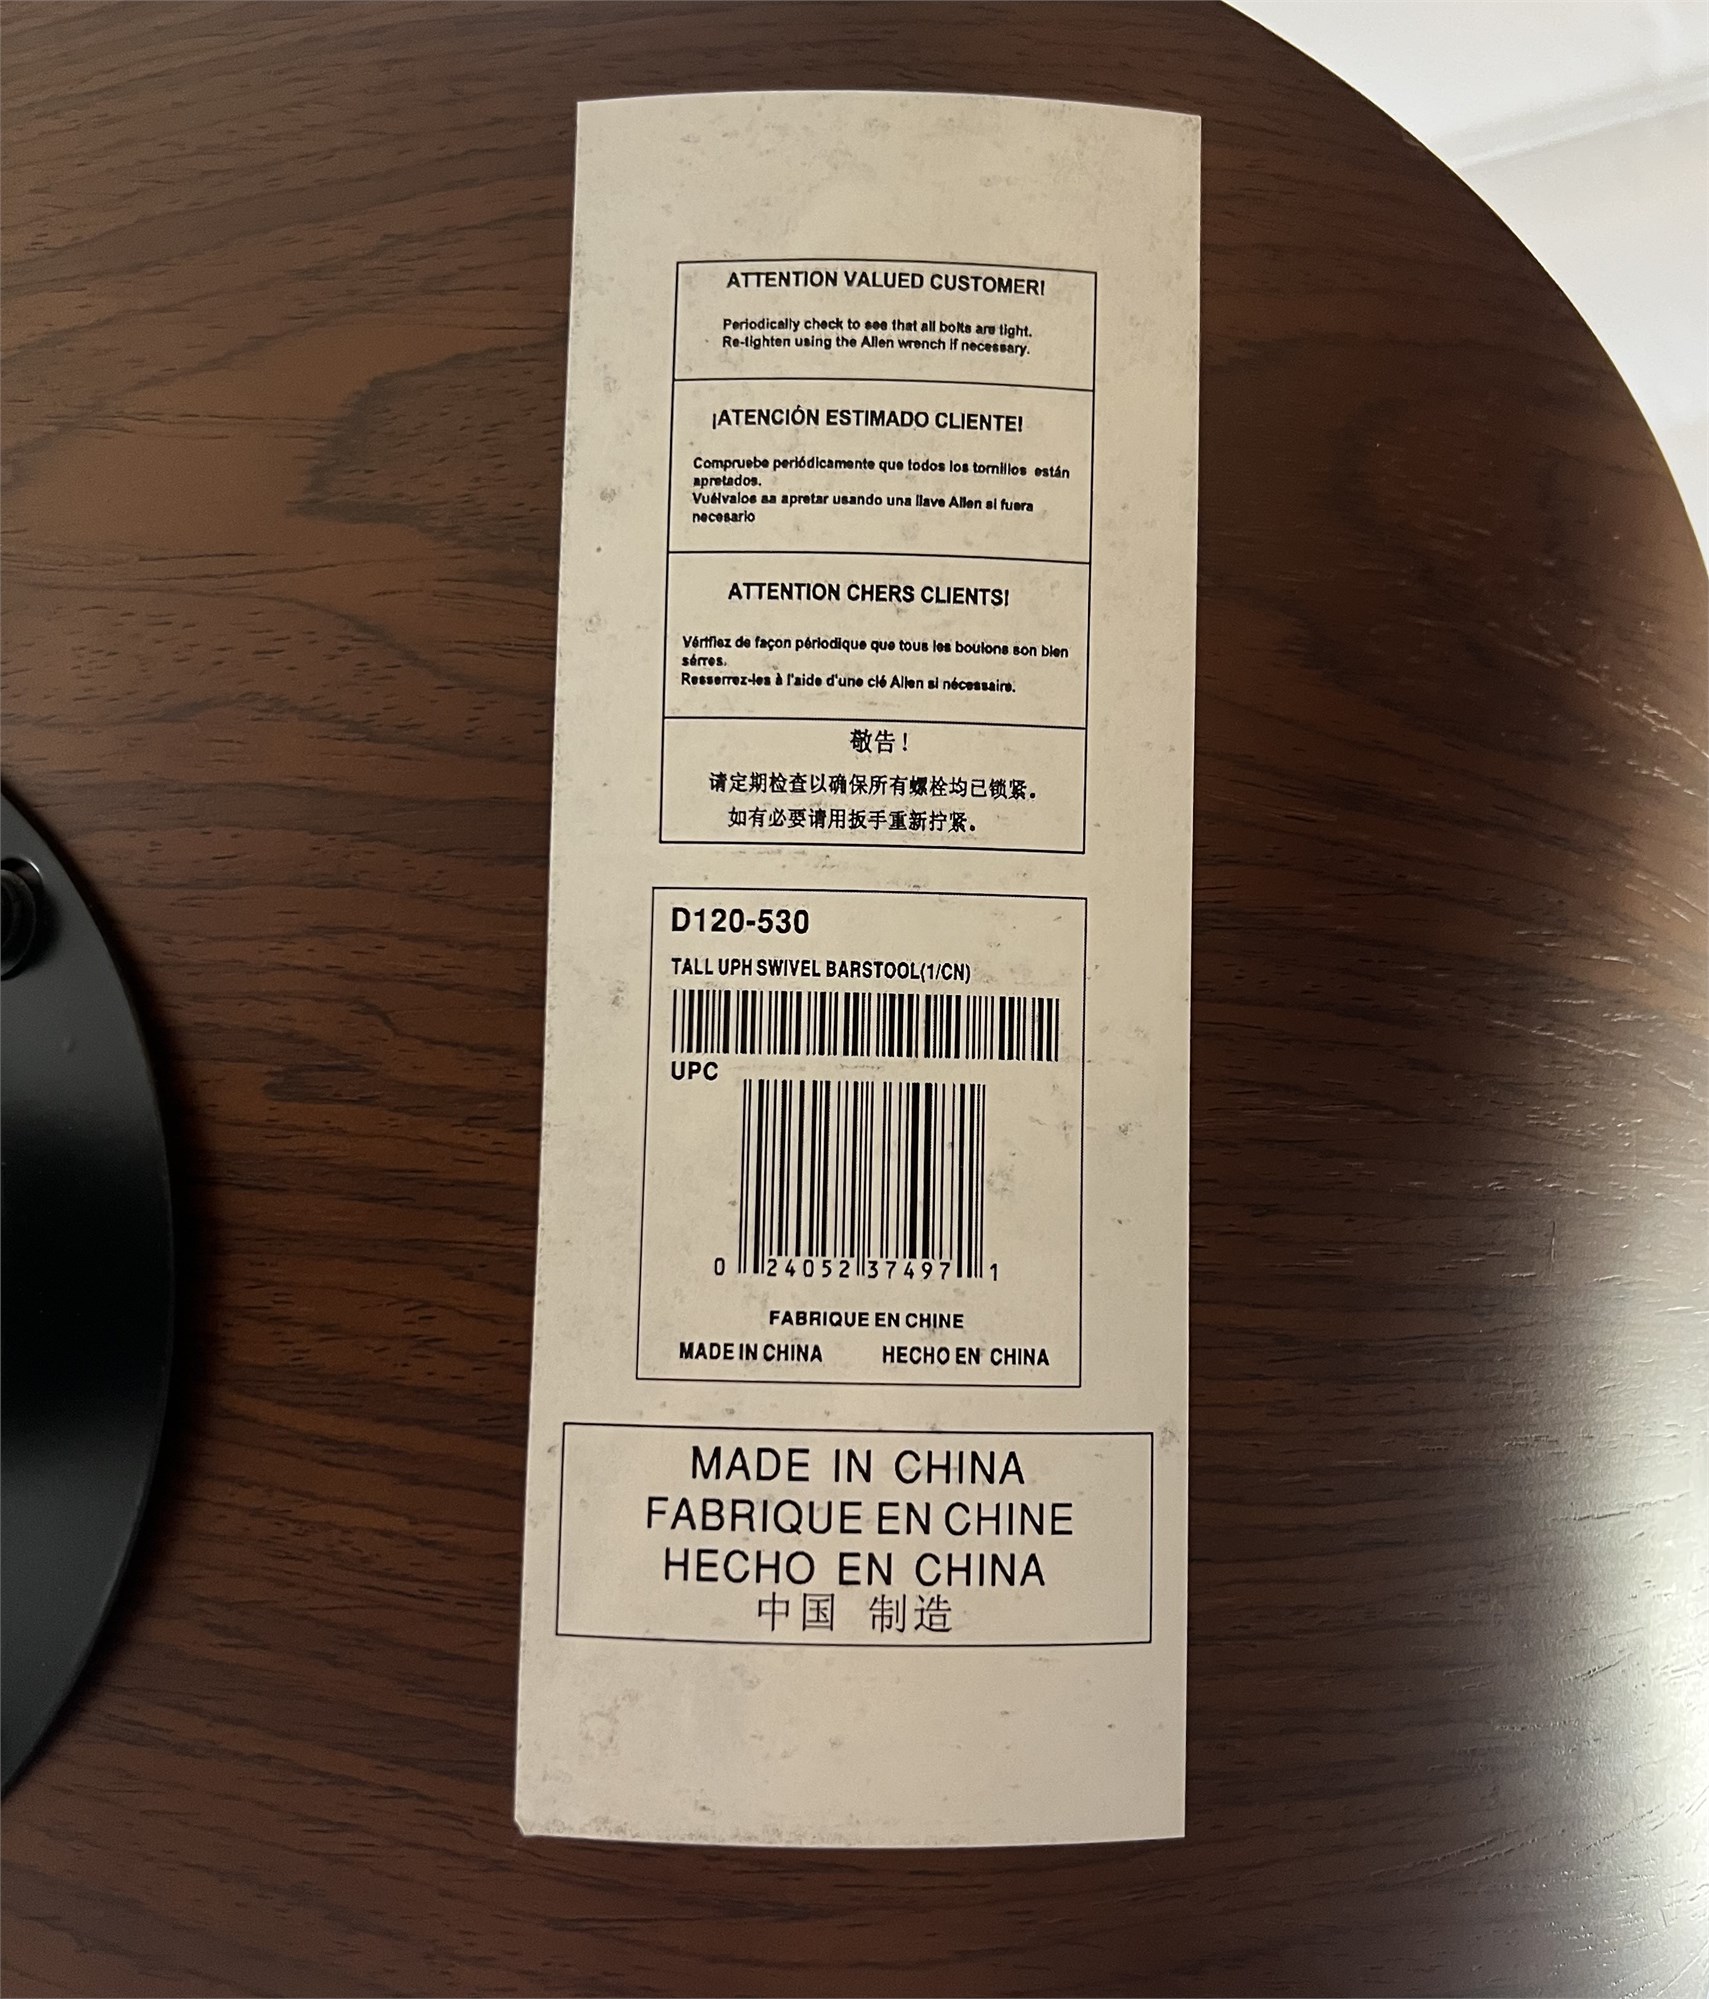 ATTENTION VALUED CUSTOMER!
Periodically check to see that all bolts are tight.
Re-tighten using the Allen wrench if necessary.
¡ATENCIÓN ESTIMADO CLIENTE!
Compruebe periódicamente que todos los tornillos están
apretados.
Vuélvalos aa apretar usando una llave Allen si fuera
necesario
ATTENTION CHERS CLIENTS!
Vérifiez de façon périodique que tous les boulons son bien
sérres.
Resserrez-les à l'aide d'une clé Allen si nécessaire.
敬告！
请定期检查以确保所有螺栓均已锁紧。
如有必要请用扳手重新拧紧。
D120-530
TALL UPH SWIVEL BARSTOOL(1/CN)
UPC
0 24052 37497 1
FABRIQUE EN CHINE
MADE IN CHINA HECHO EN CHINA
MADE IN CHINA
FABRIQUE EN CHINE
HECHO EN CHINA
中国 制造